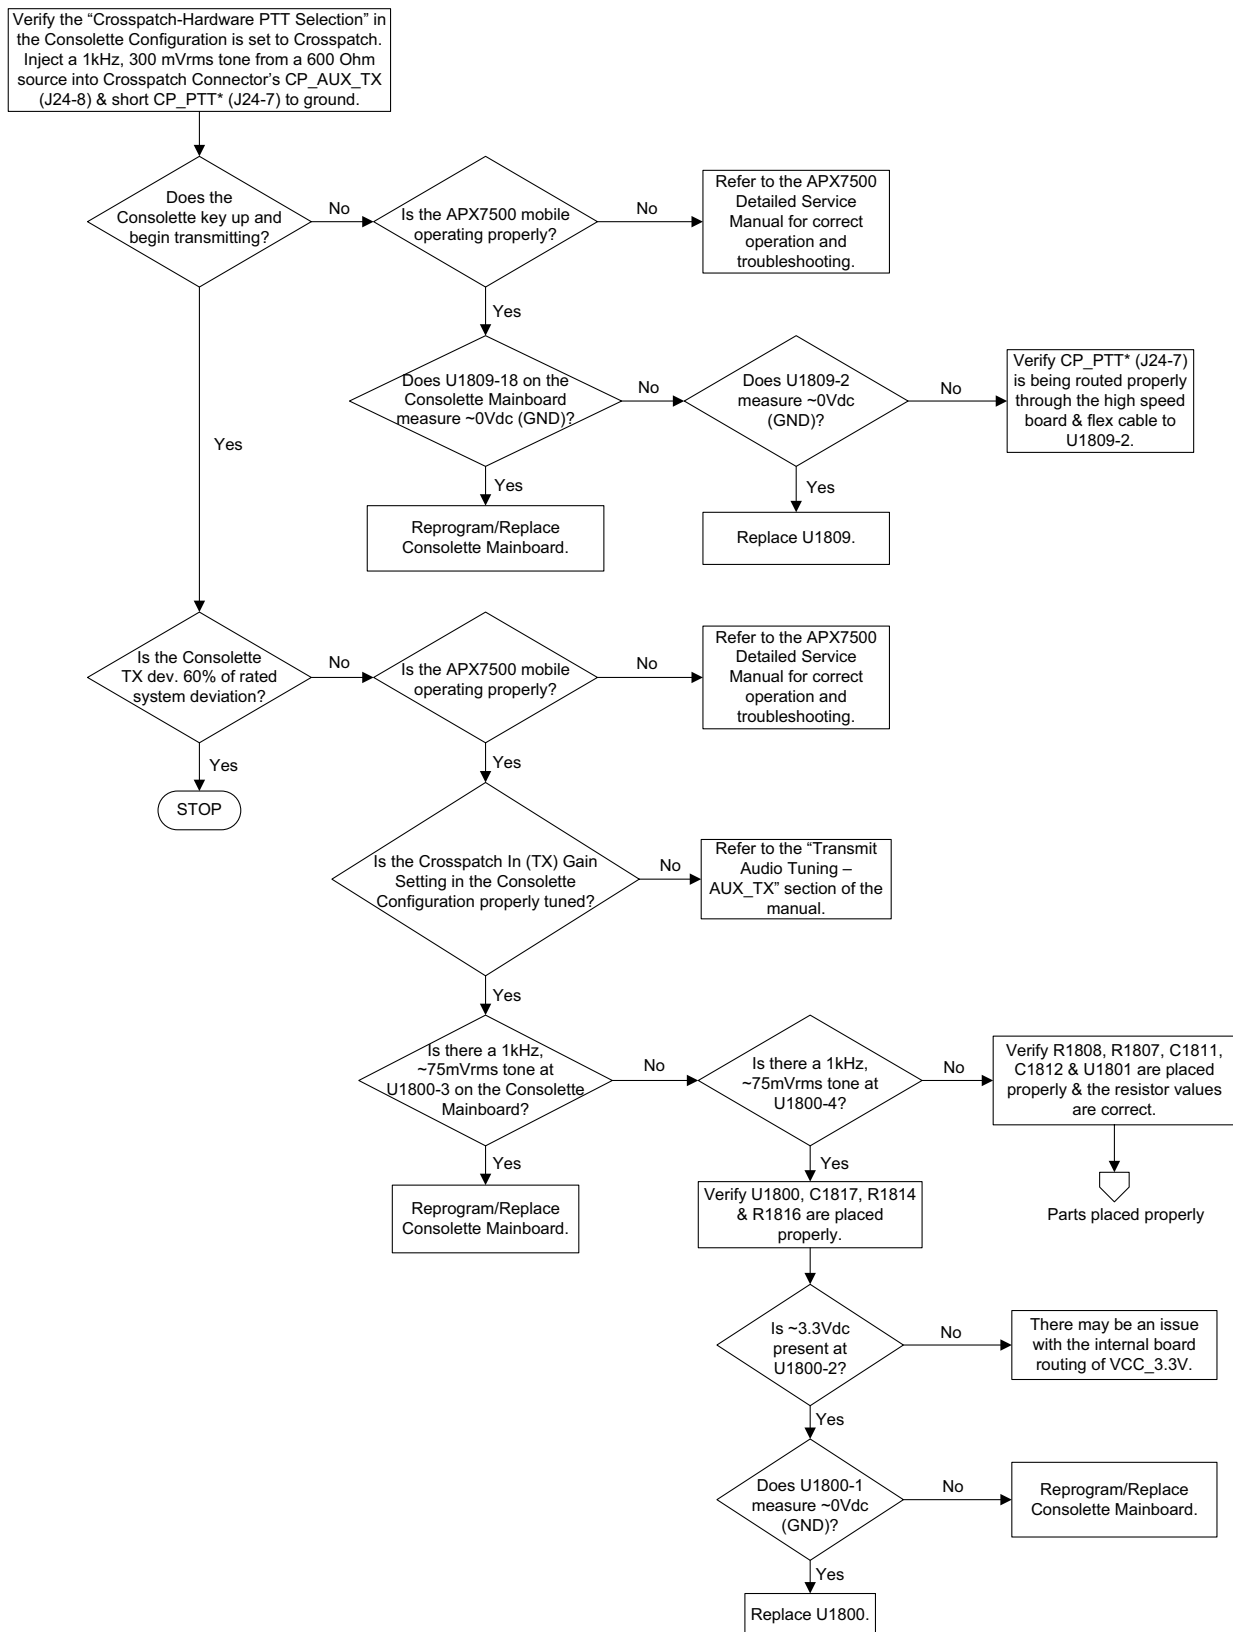 Verify the “Crosspatch-Hardware PTT Selection” in
the Consolette Configuration is set to Crosspatch.
Inject a 1kHz, 300 mVrms tone from a 600 Ohm
source into Crosspatch Connector’s CP_AUX_TX
(J24-8) & short CP_PTT* (J24-7) to ground.
Does the
Consolette key up and
begin transmitting?
No
Is the APX7500 mobile
operating properly?
No
Refer to the APX7500
Detailed Service
Manual for correct
operation and
troubleshooting.
Yes
Yes
Does U1809-18 on the
Consolette Mainboard
measure ~0Vdc (GND)?
No
Does U1809-2
measure ~0Vdc
(GND)?
No
Verify CP_PTT* (J24-7)
is being routed properly
through the high speed
board & flex cable to
U1809-2.
Yes
Reprogram/Replace
Consolette Mainboard.
Yes
Replace U1809.
Is the Consolette
TX dev. 60% of rated
system deviation?
No
Is the APX7500 mobile
operating properly?
No
Refer to the APX7500
Detailed Service
Manual for correct
operation and
troubleshooting.
Yes
STOP
Yes
Is the Crosspatch In (TX) Gain
Setting in the Consolette
Configuration properly tuned?
No
Refer to the “Transmit
Audio Tuning –
AUX_TX” section of the
manual.
Yes
Is there a 1kHz,
~75mVrms tone at
U1800-3 on the Consolette
Mainboard?
No
Is there a 1kHz,
~75mVrms tone at
U1800-4?
No
Verify R1808, R1807, C1811,
C1812 & U1801 are placed
properly & the resistor values
are correct.
Parts placed properly
Yes
Reprogram/Replace
Consolette Mainboard.
Yes
Verify U1800, C1817, R1814
& R1816 are placed
properly.
Is ~3.3Vdc
present at
U1800-2?
No
There may be an issue
with the internal board
routing of VCC_3.3V.
Yes
Does U1800-1
measure ~0Vdc
(GND)?
No
Reprogram/Replace
Consolette Mainboard.
Yes
Replace U1800.